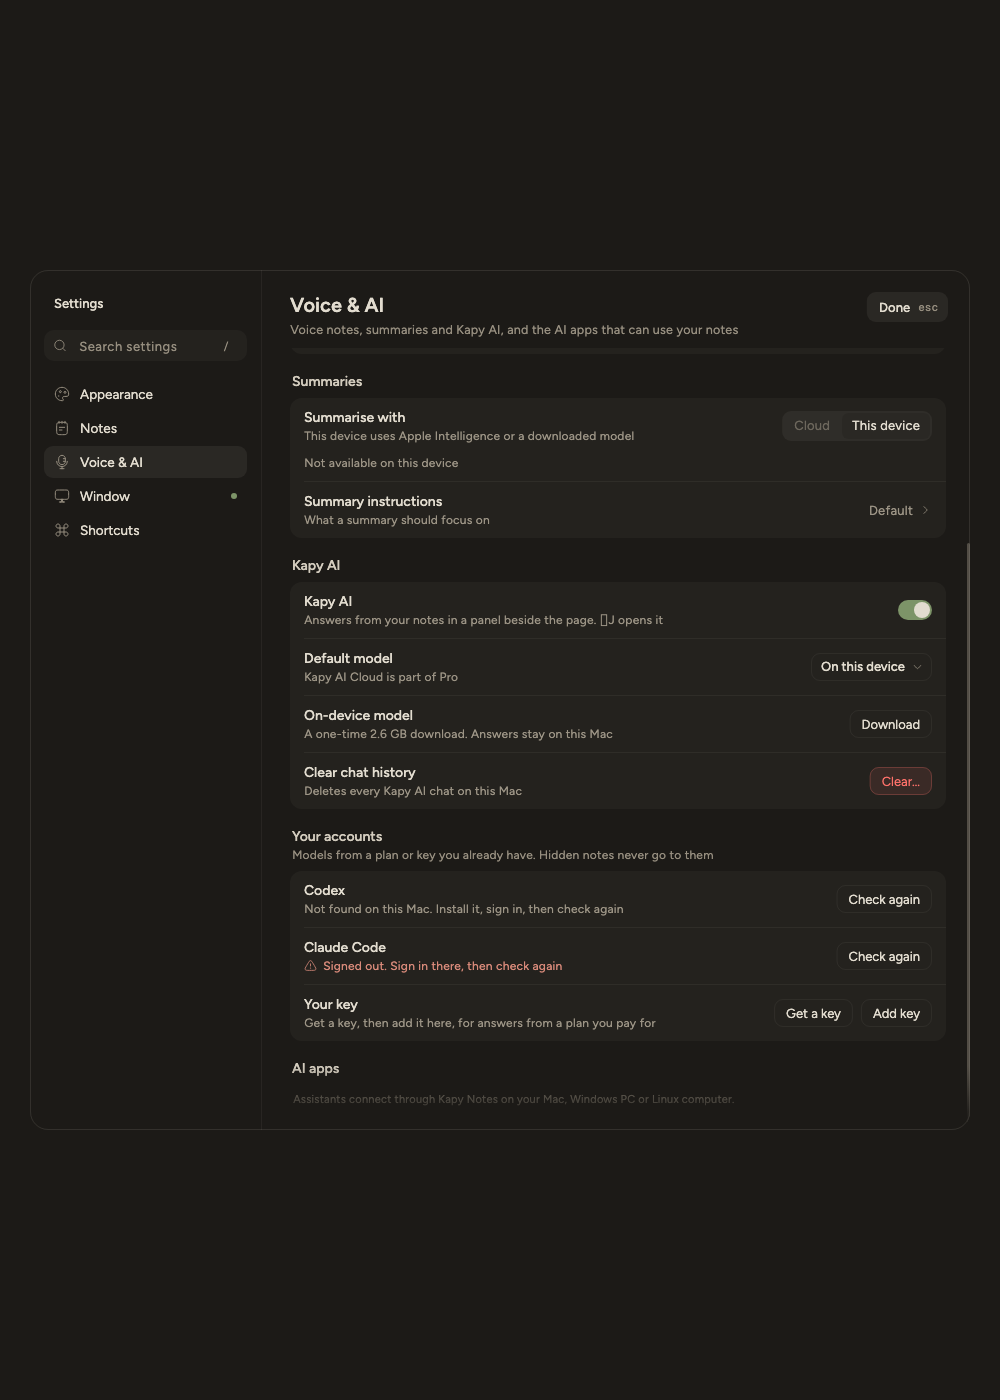 Settings
Search settings /
Appearance
Notes
Voice & AI
Window
Shortcuts
Voice & AI
Done esc
Voice notes, summaries and Kapy AI, and the AI apps that can use your notes
Summaries
Summarise with
This device uses Apple Intelligence or a downloaded model
Cloud This device
Not available on this device
Summary instructions
What a summary should focus on
Default
Kapy AI
Kapy AI
Answers from your notes in a panel beside the page. ▯J opens it
Default model
Kapy AI Cloud is part of Pro
On this device
On-device model
A one-time 2.6 GB download. Answers stay on this Mac
Download
Clear chat history
Deletes every Kapy AI chat on this Mac
Clear...
Your accounts
Models from a plan or key you already have. Hidden notes never go to them
Codex
Not found on this Mac. Install it, sign in, then check again
Check again
Claude Code
Signed out. Sign in there, then check again
Check again
Your key
Get a key, then add it here, for answers from a plan you pay for
Get a key Add key
AI apps
Assistants connect through Kapy Notes on your Mac, Windows PC or Linux computer.